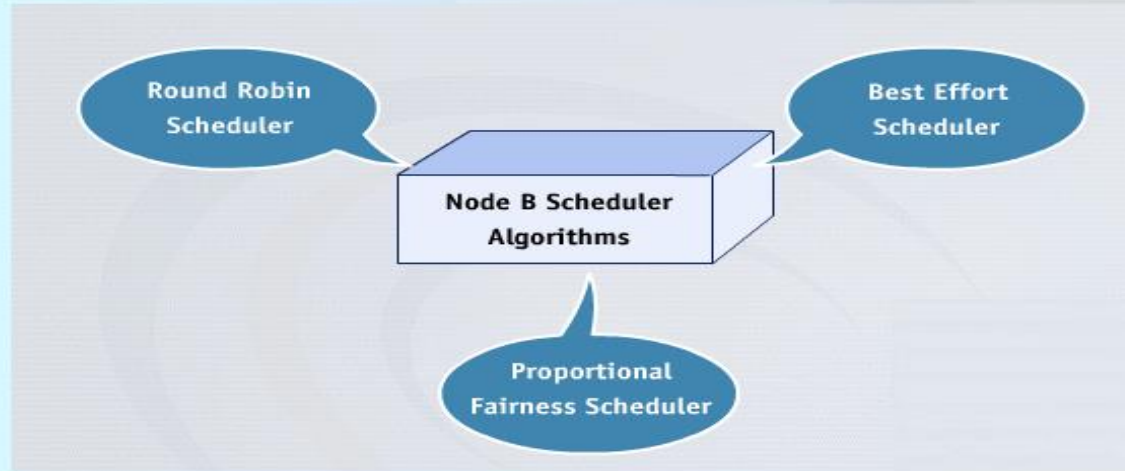 Round Robin
Scheduler
Best Effort
Scheduler
Node B Scheduler
Algorithms
Proportional
Fairness Scheduler